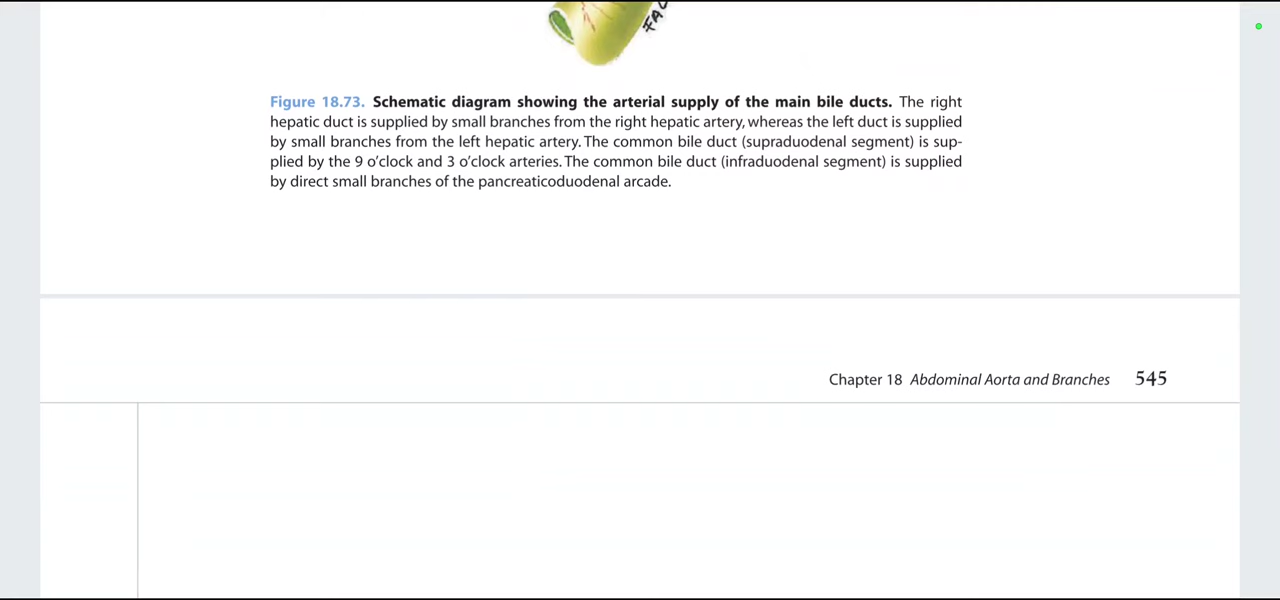 Figure 18.73. Schematic diagram showing the arterial supply of the main bile ducts. The right
hepatic duct is supplied by small branches from the right hepatic artery, whereas the left duct is supplied
by small branches from the left hepatic artery. The common bile duct (supraduodenal segment) is sup-
plied by the 9 o’clock and 3 o’clock arteries. The common bile duct (infraduodenal segment) is supplied
by direct small branches of the pancreaticoduodenal arcade.
Chapter 18 Abdominal Aorta and Branches 545